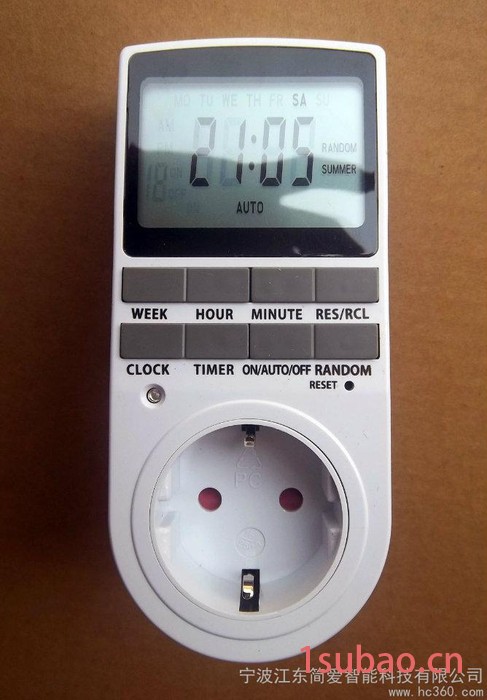 MO TU WE TH FR SA SU
21:05
RANDOM
SUMMER
AUTO
WEEK HOUR MINUTE RES/RCL
CLOCK TIMER ON/AUTO/OFF RANDOM
RESET
1subao.cn
宁波江东简爱智能科技有限公司
www.hc360.com